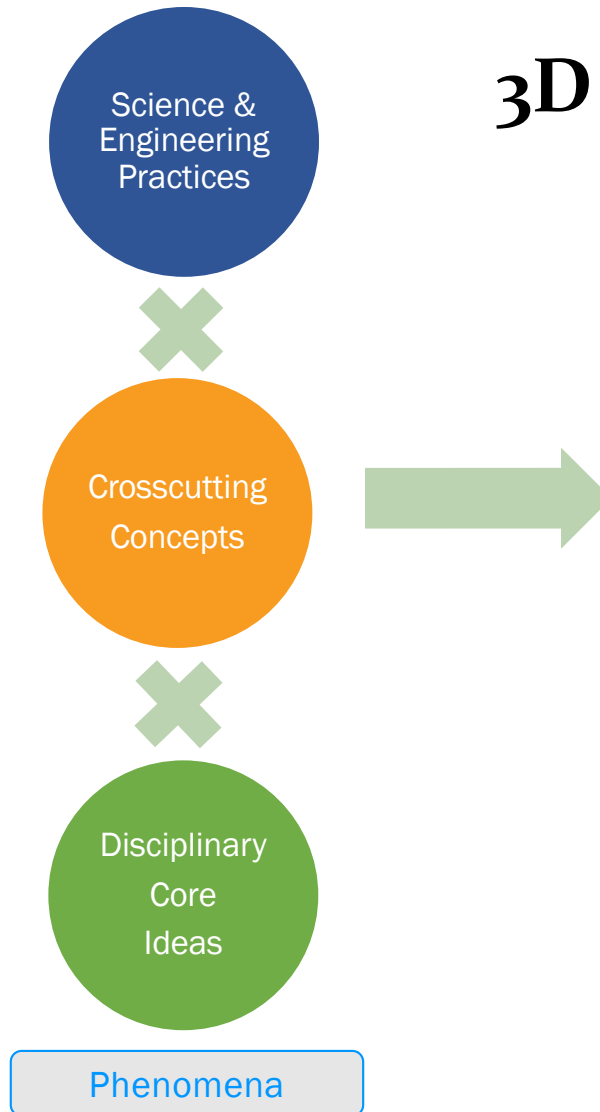 3D
Science &
Engineering
Practices
Crosscutting
Concepts
Disciplinary
Core
Ideas
Phenomena